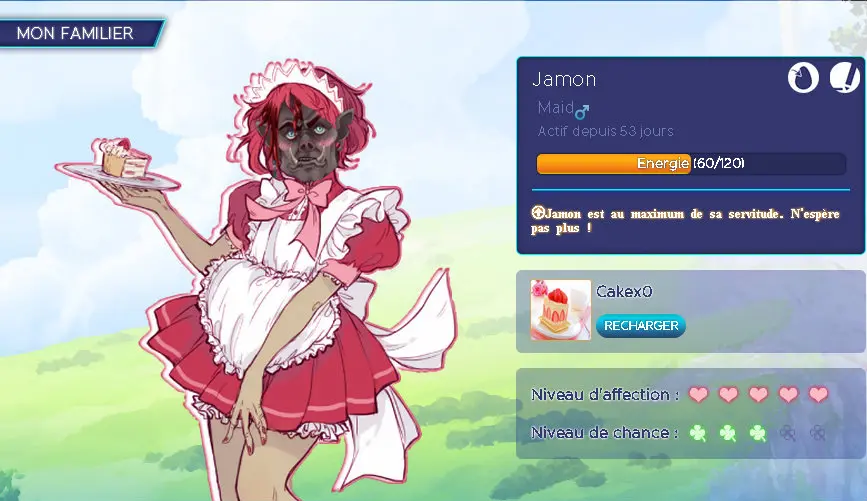 MON FAMILIER
Jamon
Maid♂
Actif depuis 53 jours
Energie (60/120)
Jamon est au maximum de sa servitude. N'espère
pas plus !
Cakex0
RECHARGER
Niveau d'affection :
Niveau de chance :